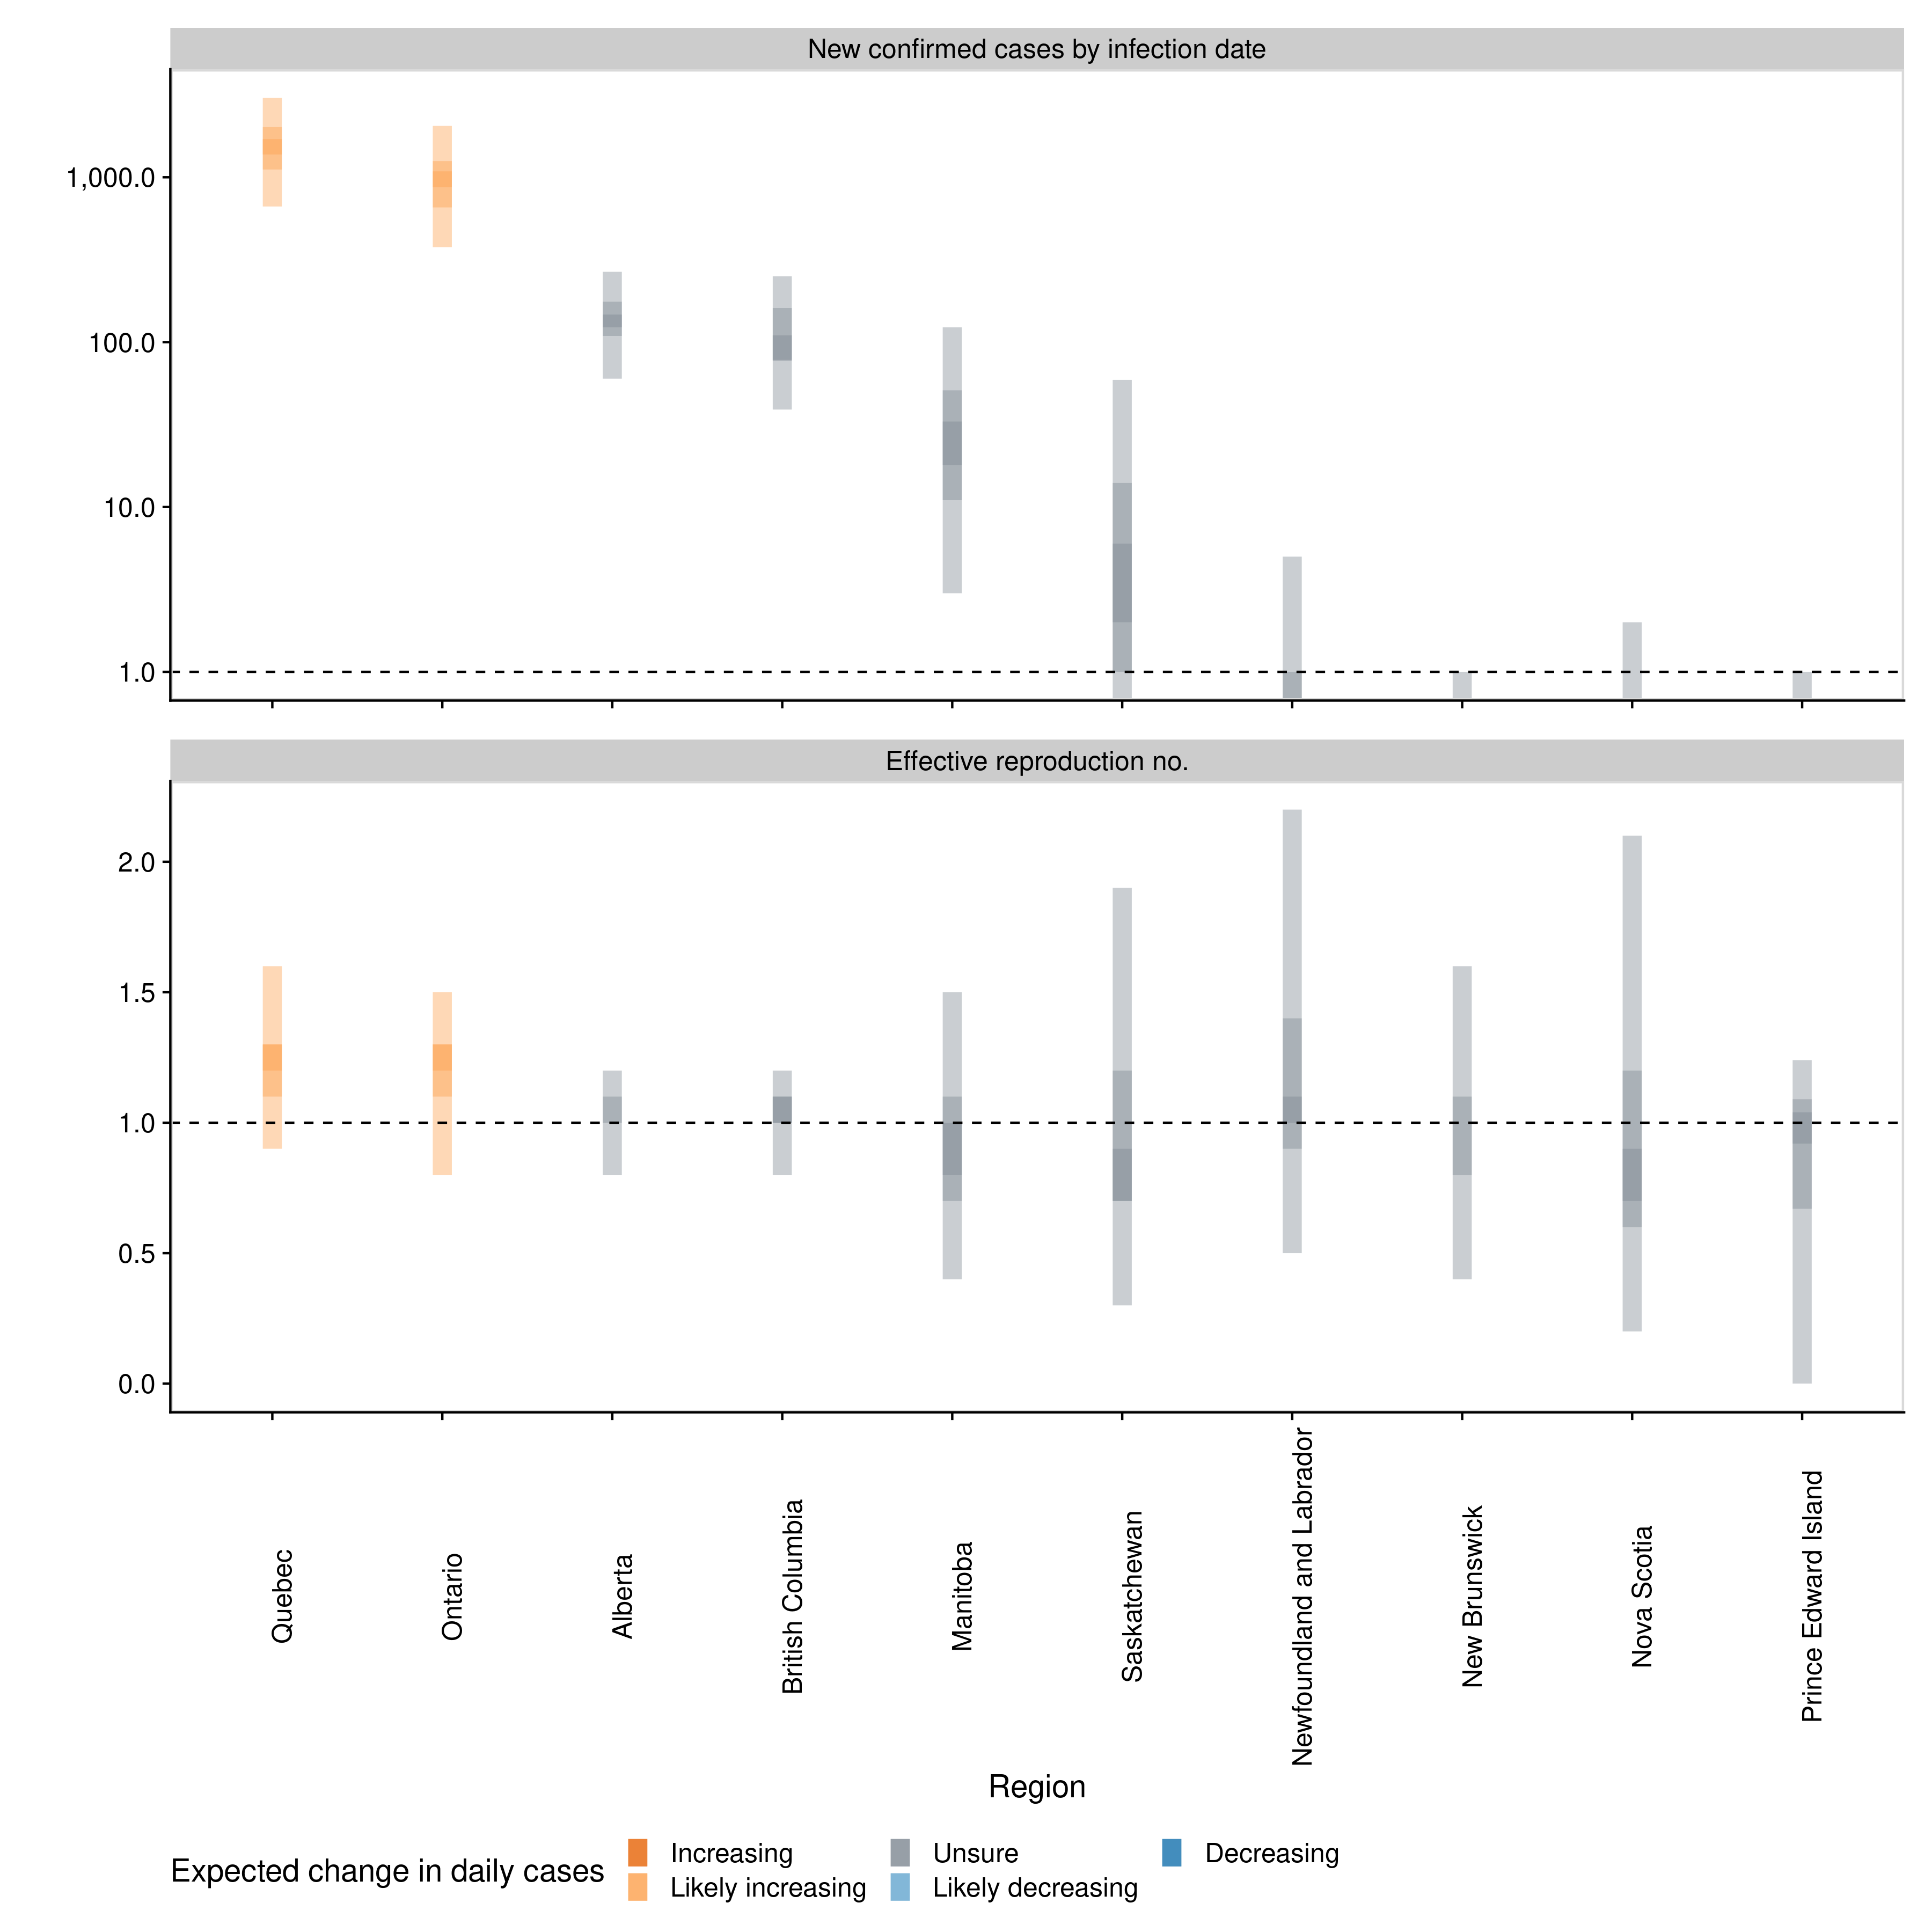 New confirmed cases by infection date
1,000.0
100.0
10.0
1.0
Effective reproduction no.
2.0
1.5
1.0
0.5
0.0
Quebec
Ontario
Alberta
British Columbia
Manitoba
Saskatchewan
Newfoundland and Labrador
New Brunswick
Nova Scotia
Prince Edward Island
Region
Expected change in daily cases
Increasing
Likely increasing
Unsure
Likely decreasing
Decreasing